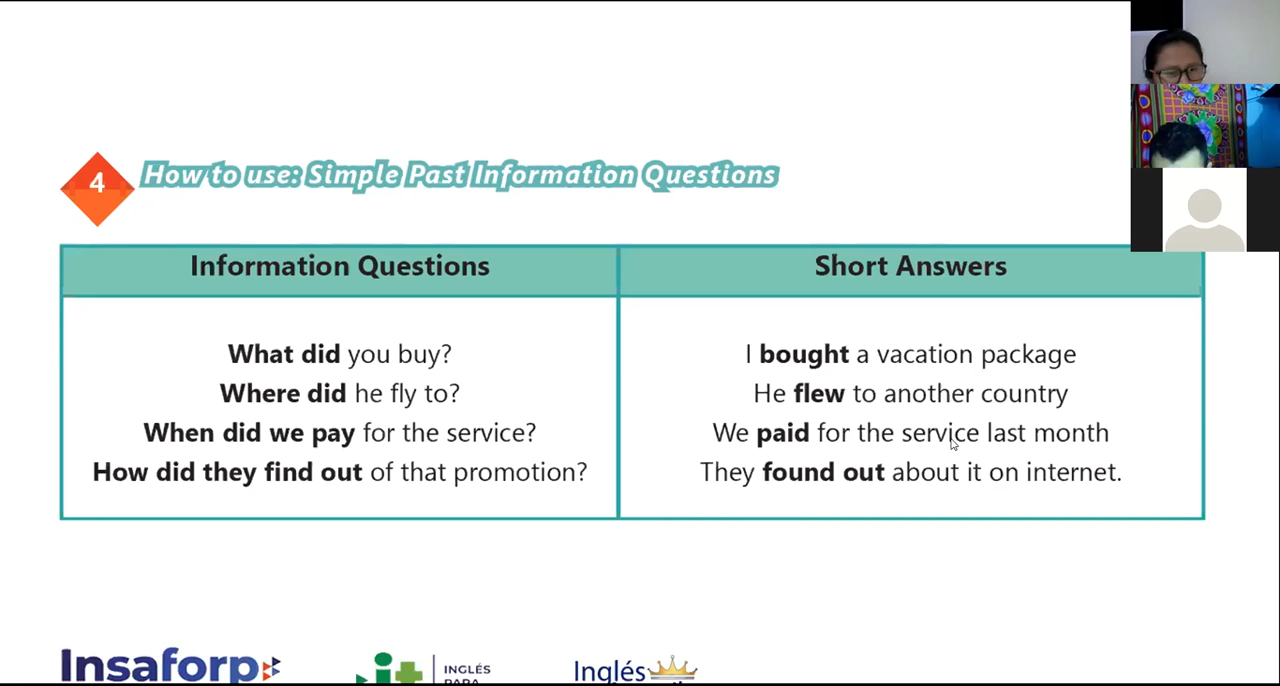 4
How to use: Simple Past Information Questions
Information Questions
Short Answers
What did you buy?
I bought a vacation package
Where did he fly to?
He flew to another country
When did we pay for the service?
We paid for the service last month
How did they find out of that promotion?
They found out about it on internet.
Insaforp
INGLÉS
Inglés